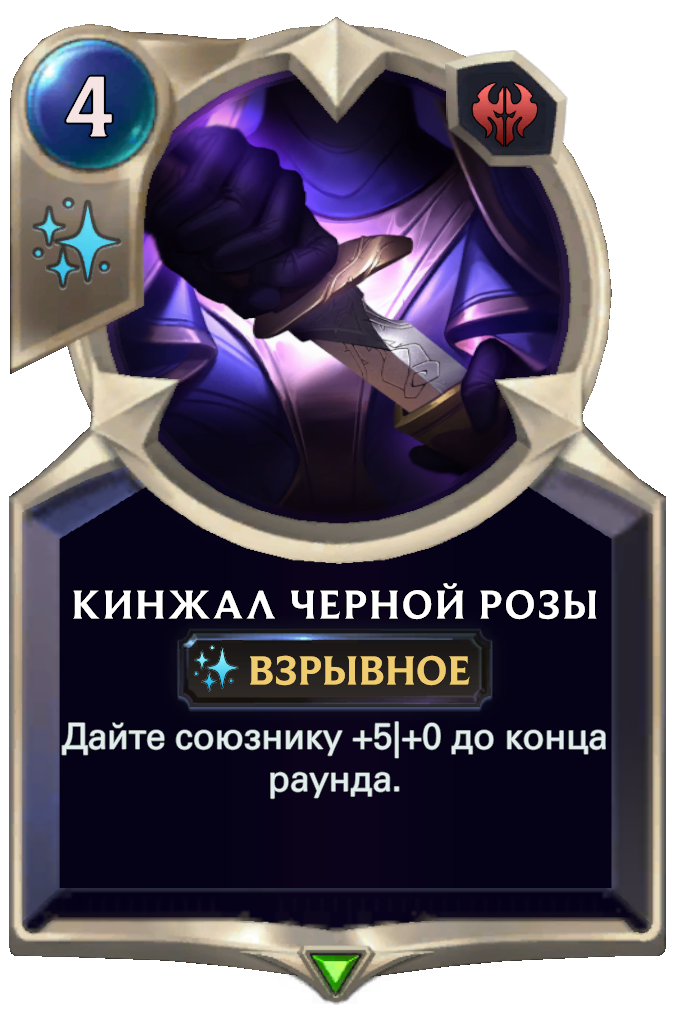 4
КИНЖАЛ ЧЕРНОЙ РОЗЫ
ВЗРЫВНОЕ
Дайте союзнику +5|+0 до конца
раунда.